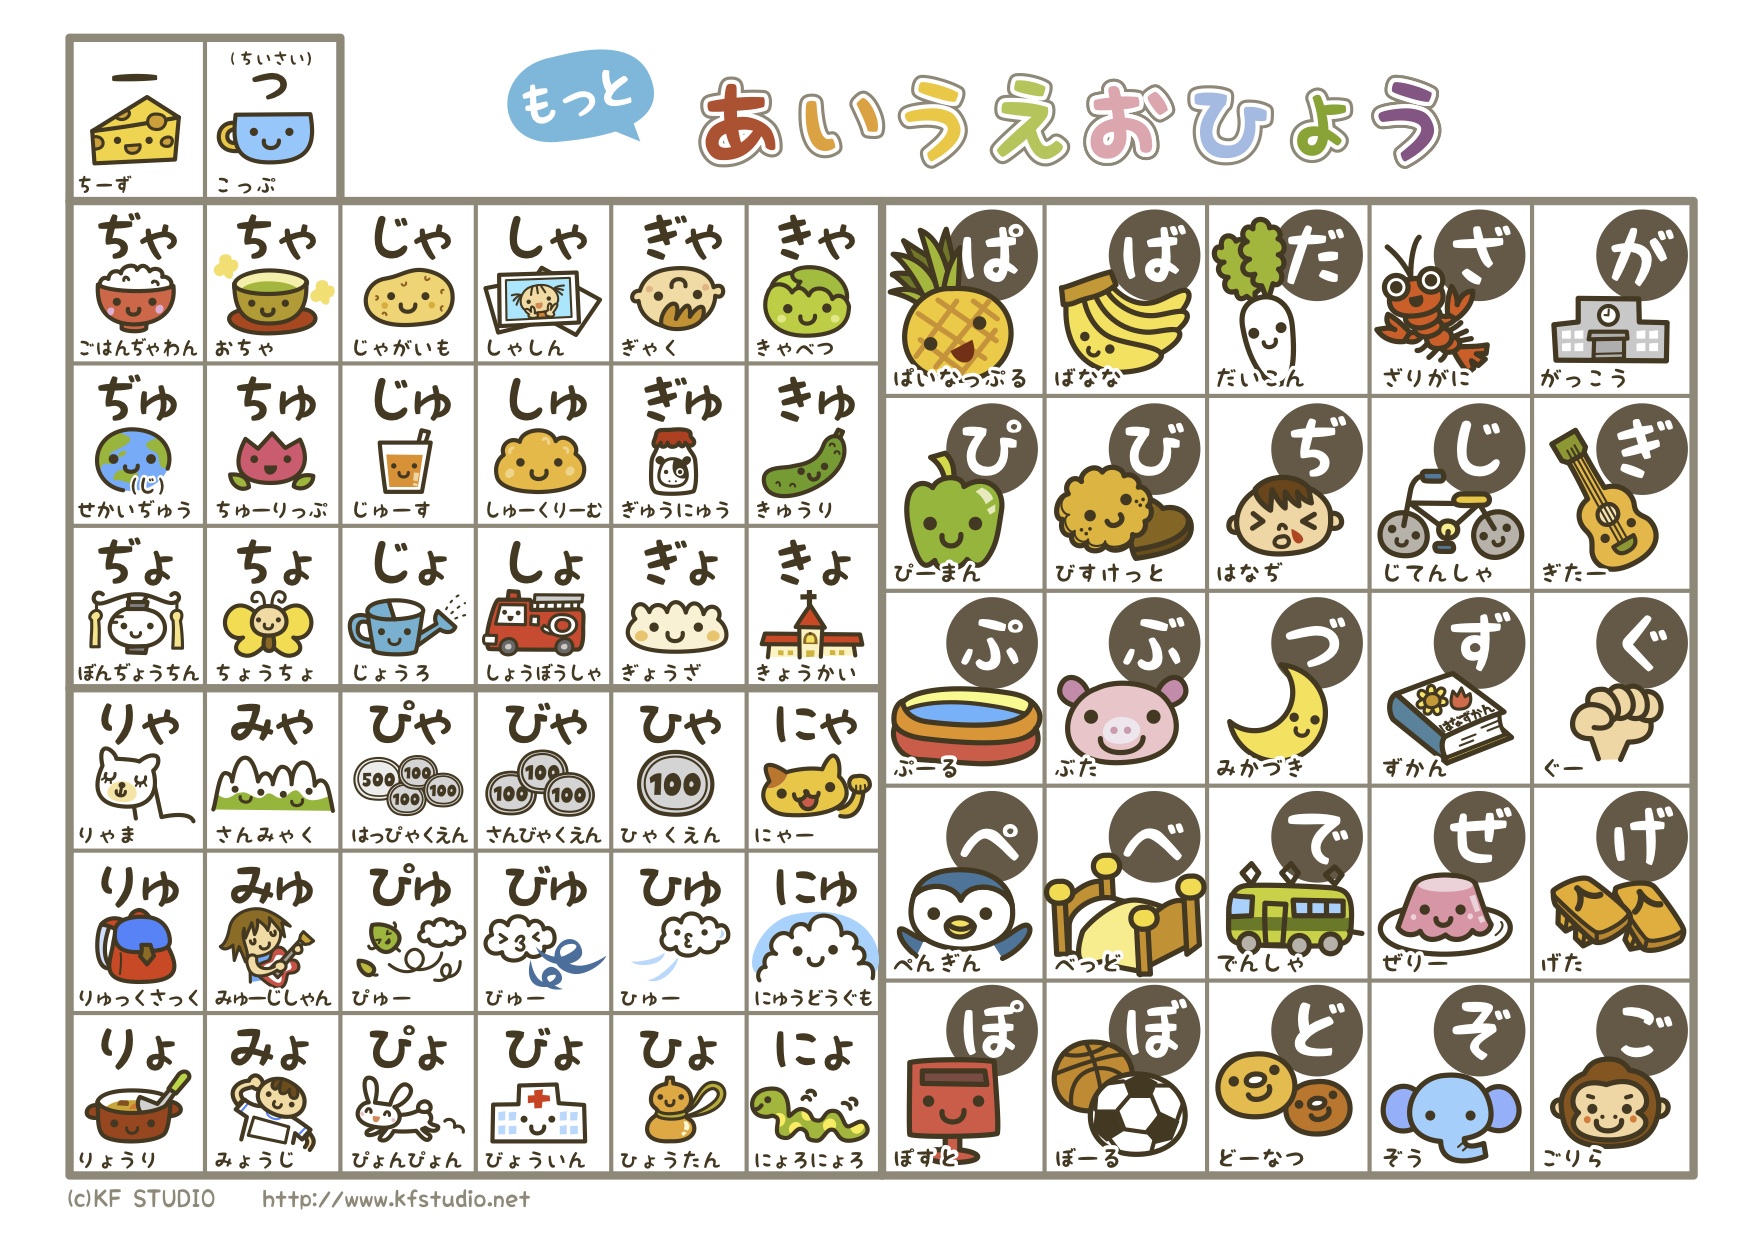 もっと
あいうえおひょう
ー
ちーず
(ちいさい)
っ
こっぷ
ぢゃ
ごはんぢゃわん
ちゃ
おちゃ
じゃ
じゃがいも
しゃ
しゃしん
ぎゃ
ぎゃく
きゃ
きゃべつ
ぢゅ
(じ)
せかいぢゅう
ちゅ
ちゅーりっぷ
じゅ
じゅーす
しゅ
しゅーくりーむ
ぎゅ
ぎゅうにゅう
きゅ
きゅうり
ぢょ
ぼんぢょうちん
ちょ
ちょうちょ
じょ
じょうろ
しょ
しょうぼうしゃ
ぎょ
ぎょうざ
きょ
きょうかい
りゃ
りゃま
みゃ
さんみゃく
ぴゃ
500 100 100 100
はっぴゃくえん
びゃ
100 100 100
さんびゃくえん
ひゃ
100
ひゃくえん
にゃ
にゃー
りゅ
りゅっくさっく
みゅ
みゅーじしゃん
ぴゅ
ぴゅー
びゅ
びゅー
ひゅ
ひゅー
にゅ
にゅうどうぐも
りょ
りょうり
みょ
みょうじ
ぴょ
ぴょんぴょん
びょ
びょういん
ひょ
ひょうたん
にょ
にょろにょろ
ぱ
ぱいなっぷる
ば
ばなな
だ
だいこん
ざ
ざりがに
が
がっこう
ぴ
ぴーまん
び
びすけっと
ぢ
はなぢ
じ
じてんしゃ
ぎ
ぎたー
ぷ
ぷーる
ぶ
ぶた
づ
みかづき
ず
はなずかん
ずかん
ぐ
ぐー
ぺ
ぺんぎん
べ
べっど
で
でんしゃ
ぜ
ぜりー
げ
げた
ぽ
ぽすと
ぼ
ぼーる
ど
どーなつ
ぞ
ぞう
ご
ごりら
(c)KF STUDIO http://www.kfstudio.net